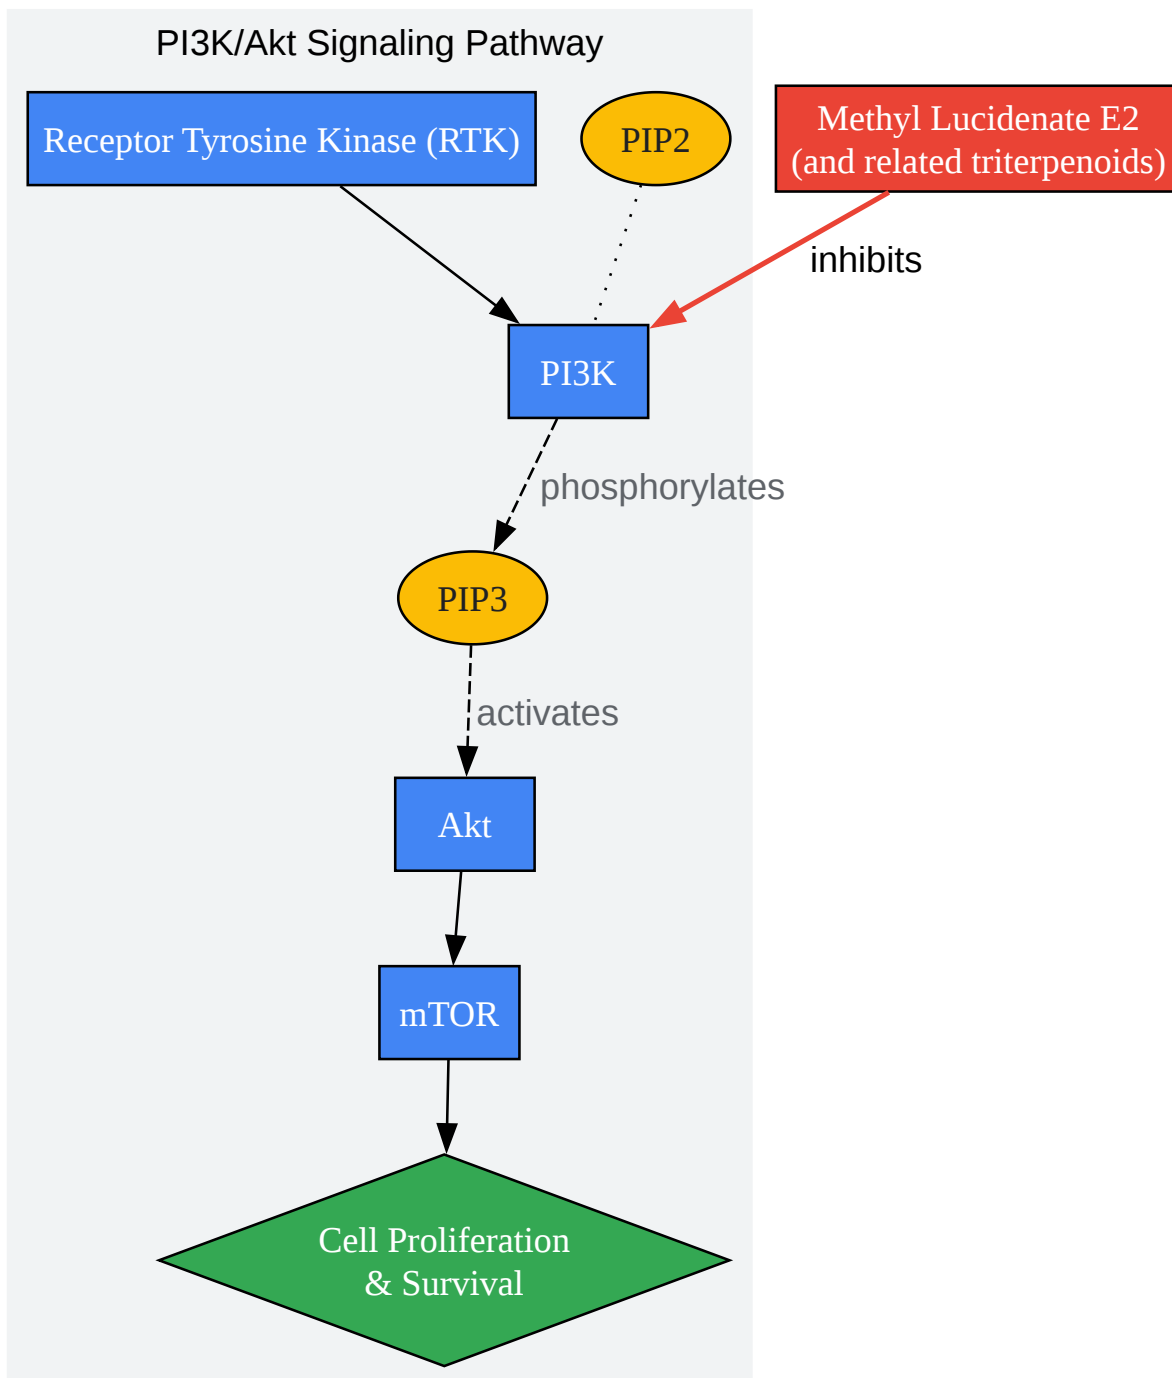 PI3K/Akt Signaling Pathway
Receptor Tyrosine Kinase (RTK)
PIP2
Methyl Lucidenate E2
(and related triterpenoids)
inhibits
PI3K
phosphorylates
PIP3
activates
Akt
mTOR
Cell Proliferation
& Survival